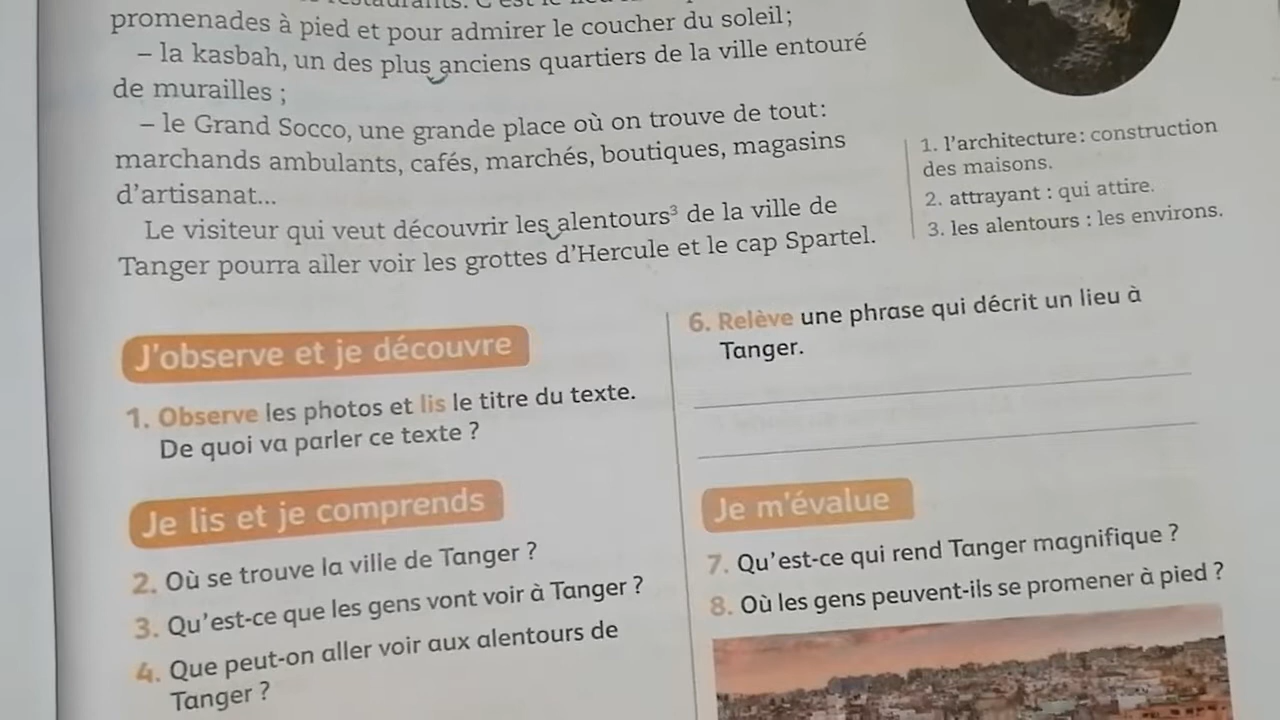 restaurants. C'est le lieu
promenades à pied et pour admirer le coucher du soleil;
– la kasbah, un des plus anciens quartiers de la ville entouré
de murailles ;
– le Grand Socco, une grande place où on trouve de tout:
marchands ambulants, cafés, marchés, boutiques, magasins
d'artisanat...
Le visiteur qui veut découvrir les alentours³ de la ville de
Tanger pourra aller voir les grottes d'Hercule et le cap Spartel.
1. l'architecture: construction
des maisons.
2. attrayant : qui attire.
3. les alentours : les environs.
J'observe et je découvre
1. Observe les photos et lis le titre du texte.
De quoi va parler ce texte ?
Je lis et je comprends
2. Où se trouve la ville de Tanger ?
3. Qu'est-ce que les gens vont voir à Tanger ?
4. Que peut-on aller voir aux alentours de
Tanger ?
6. Relève une phrase qui décrit un lieu à
Tanger.
Je m'évalue
7. Qu'est-ce qui rend Tanger magnifique ?
8. Où les gens peuvent-ils se promener à pied ?